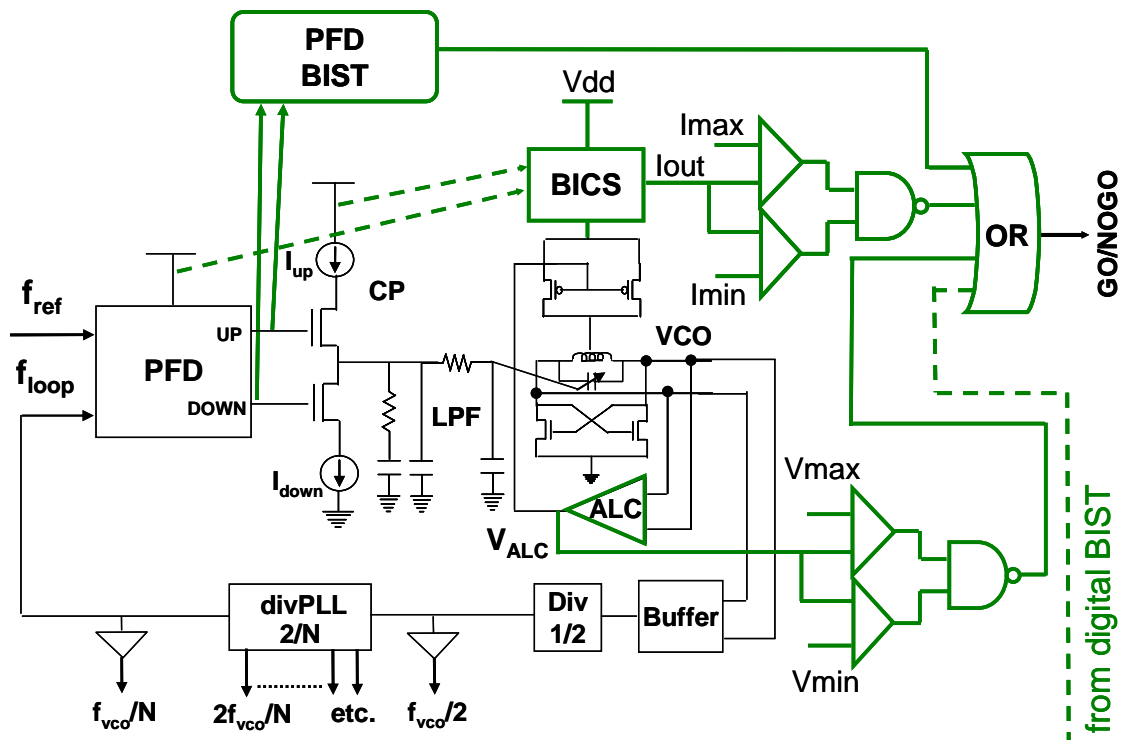 PFD
BIST
Vdd
Imax
BICS
Iout
Imin
OR
GO/NOGO
Iup
CP
fref
UP
PFD
floop
DOWN
LPF
VCO
Idown
ALC
VALC
Vmax
Vmin
from digital BIST
divPLL
2/N
Div
1/2
Buffer
fvco/N
2fvco/N
etc.
fvco/2